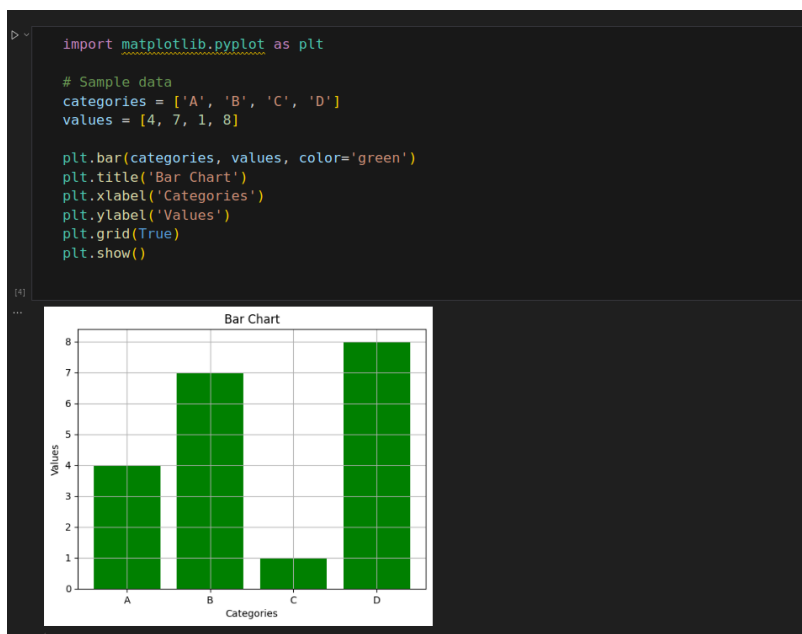 import matplotlib.pyplot as plt
# Sample data
categories = ['A', 'B', 'C', 'D']
values = [4, 7, 1, 8]
plt.bar(categories, values, color='green')
plt.title('Bar Chart')
plt.xlabel('Categories')
plt.ylabel('Values')
plt.grid(True)
plt.show()
[4]
...
Bar Chart
8
7
6
5
4
3
2
1
0
Values
A B C D
Categories